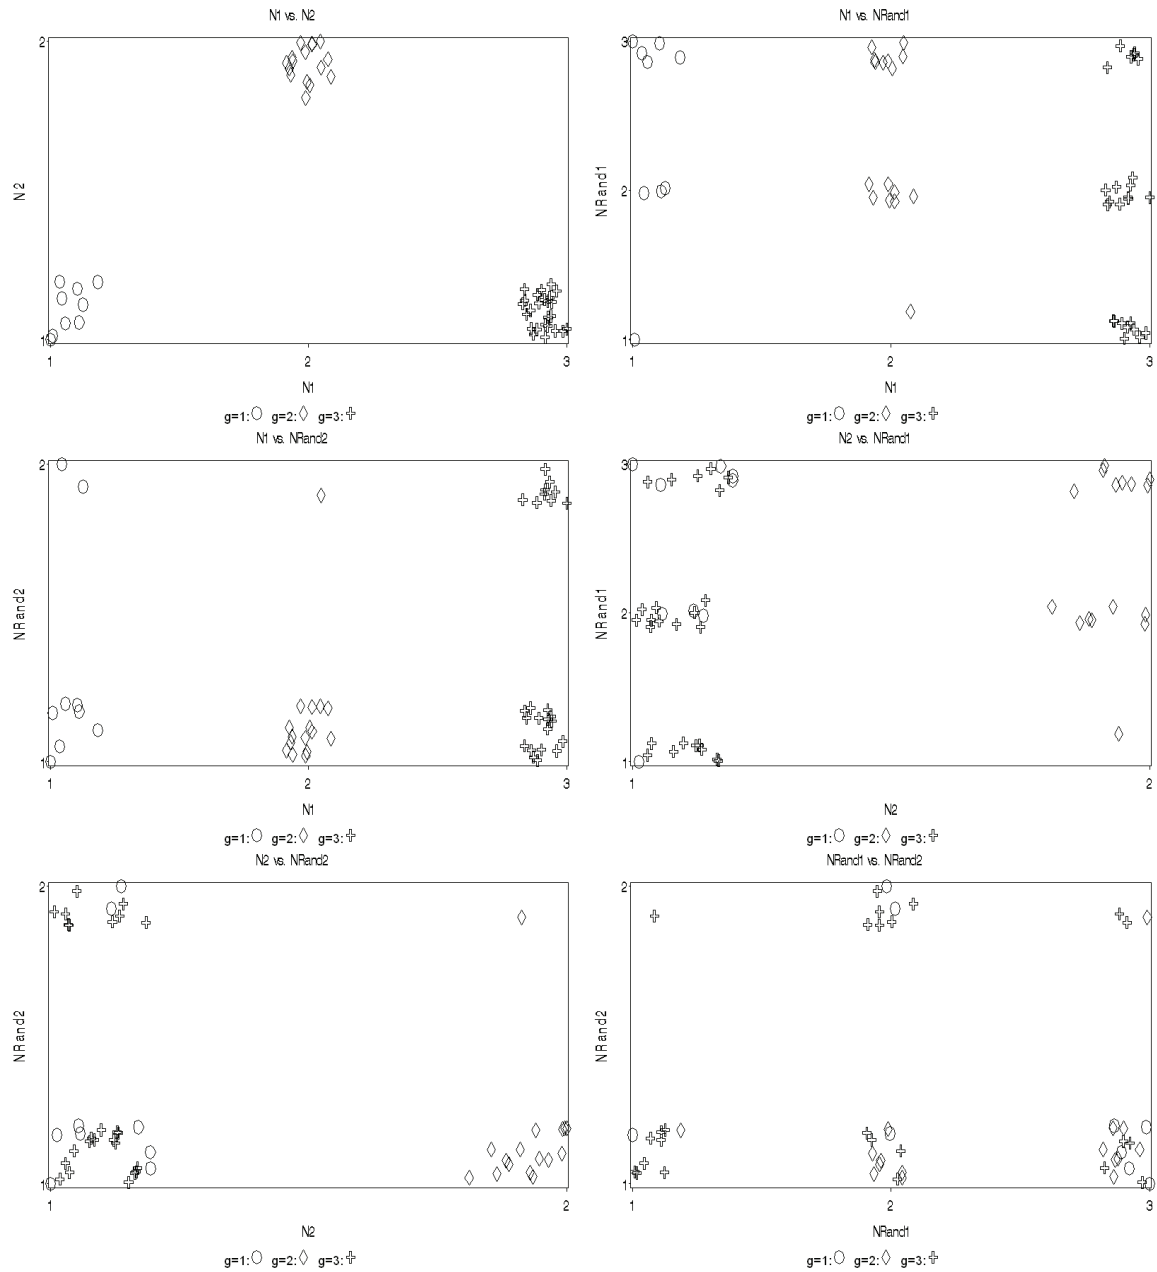 N1 vs. N2
2
N2
1
1 2 3
N1
g=1: g=2: g=3:
N1 vs. NRand1
3
2
NRand1
1
1 2 3
N1
g=1: g=2: g=3:
N1 vs. NRand2
2
NRand2
1
1 2 3
N1
g=1: g=2: g=3:
N2 vs. NRand1
3
2
NRand1
1
1 2
N2
g=1: g=2: g=3:
N2 vs. NRand2
2
NRand2
1
1 2
N2
g=1: g=2: g=3:
NRand1 vs. NRand2
2
NRand2
1
1 2 3
NRand1
g=1: g=2: g=3: